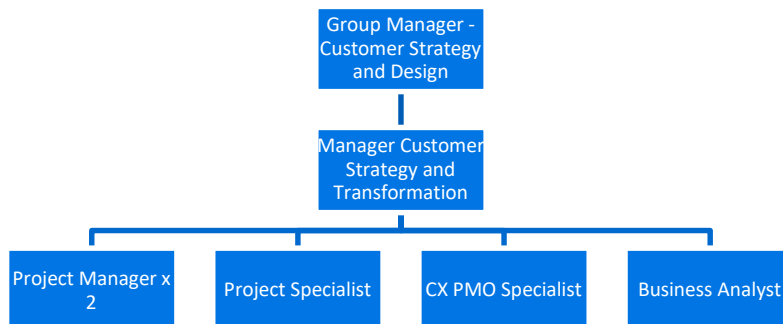 Group Manager -
Customer Strategy
and Design
Manager Customer
Strategy and
Transformation
Project Manager x
2
Project Specialist
CX PMO Specialist
Business Analyst